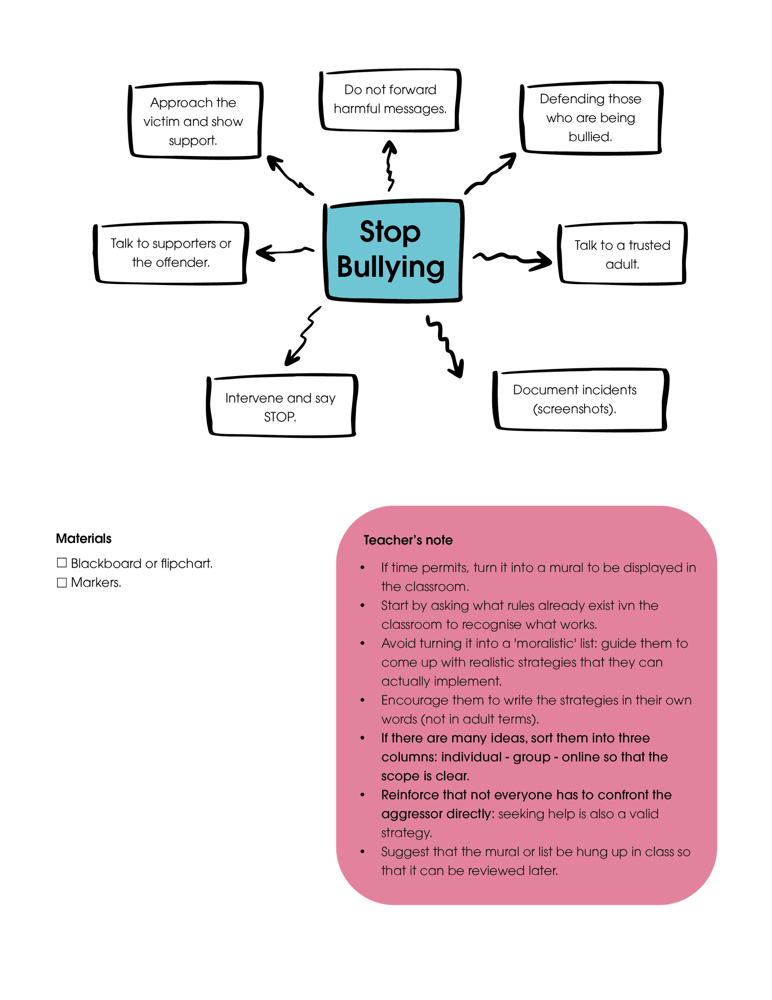 Do not forward
harmful messages.
Approach the
victim and show
support.
Defending those
who are being
bullied.
Stop
Bullying
Talk to supporters or
the offender.
Talk to a trusted
adult.
Intervene and say
STOP.
Document incidents
(screenshots).
Materials
☐ Blackboard or flipchart.
☐ Markers.
Teacher’s note
• If time permits, turn it into a mural to be displayed in
the classroom.
• Start by asking what rules already exist ivn the
classroom to recognise what works.
• Avoid turning it into a 'moralistic' list: guide them to
come up with realistic strategies that they can
actually implement.
• Encourage them to write the strategies in their own
words (not in adult terms).
• If there are many ideas, sort them into three
columns: individual - group - online so that the
scope is clear.
• Reinforce that not everyone has to confront the
aggressor directly: seeking help is also a valid
strategy.
• Suggest that the mural or list be hung up in class so
that it can be reviewed later.